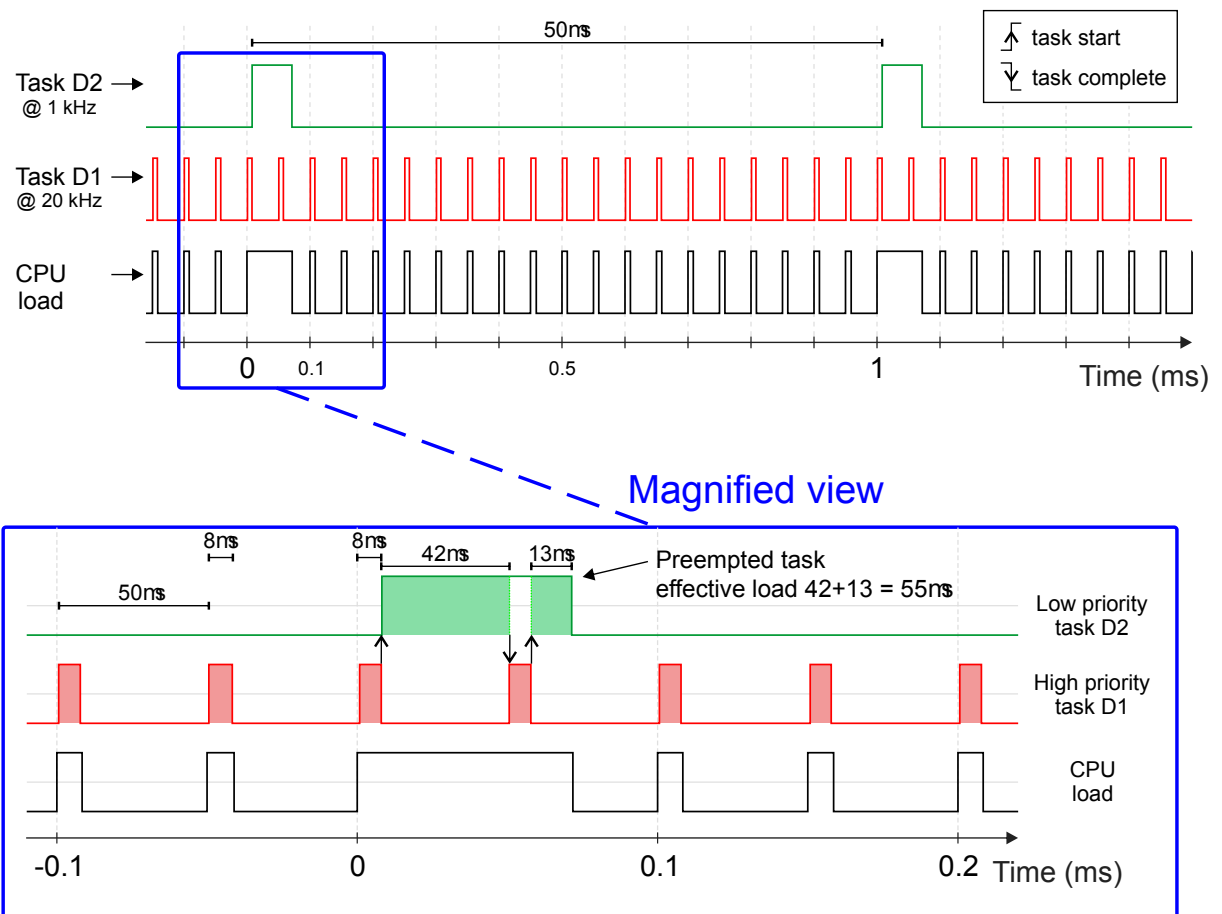 50ms
task start
task complete
Task D2
@ 1 kHz
Task D1
@ 20 kHz
CPU
load
0
0.1
0.5
1
Time (ms)
Magnified view
8ms
8ms
42ms
13ms
50ms
Preempted task
effective load 42+13 = 55ms
Low priority
task D2
High priority
task D1
CPU
load
-0.1
0
0.1
0.2
Time (ms)